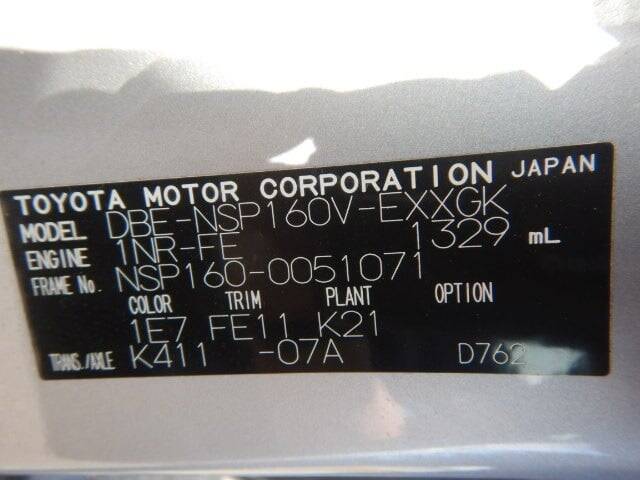 TOYOTA MOTOR CORPORATION JAPAN
MODEL DBE-NSP160V-EXXGK
ENGINE 1NR-FE 1329 mL
FRAME No. NSP160-0051071
COLOR TRIM PLANT OPTION
1E7 FE11 K21
TRANS./AXLE K411 -07A D762